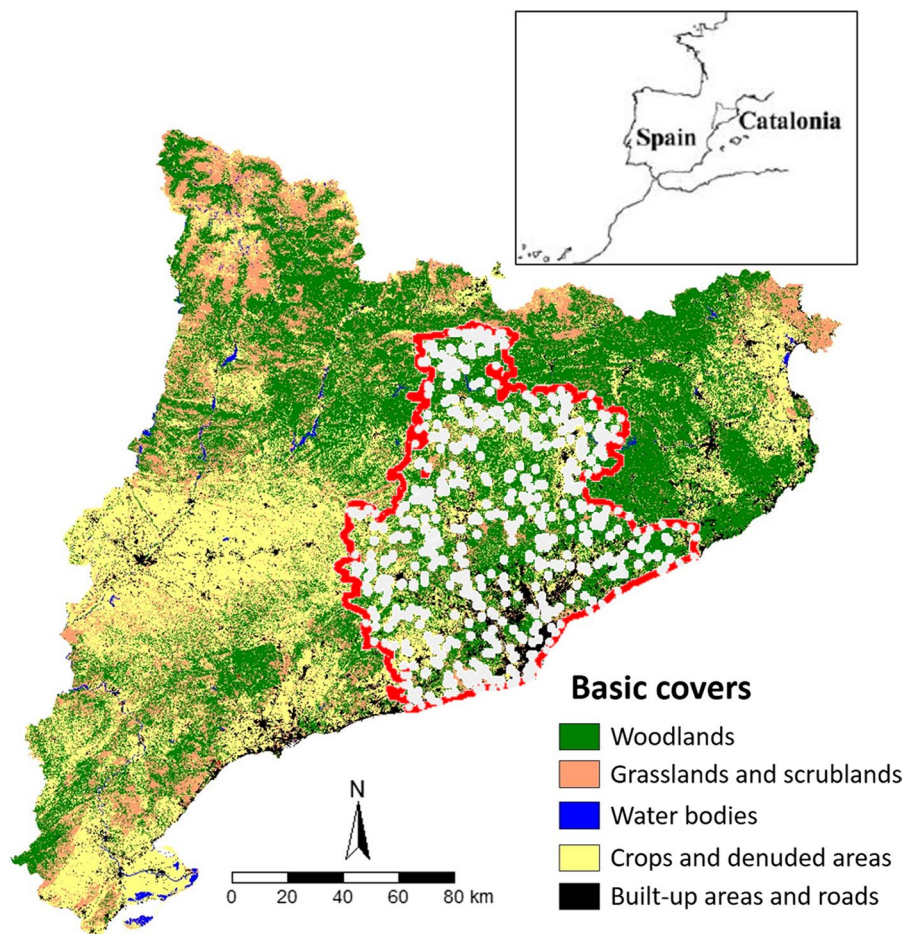 Spain
Catalonia
Basic covers
Woodlands
Grasslands and scrublands
Water bodies
Crops and denuded areas
Built-up areas and roads
N
0 20 40 60 80 km